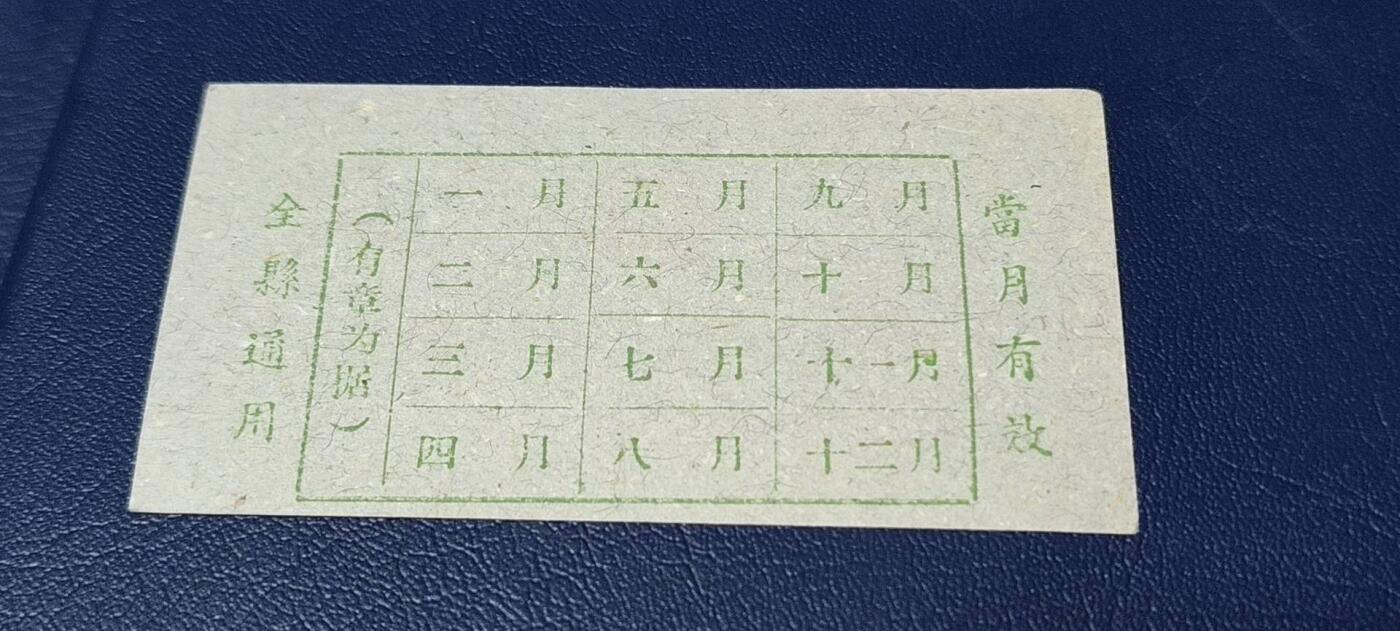 當月有效
一月 五月 九月
二月 六月 十月
三月 七月 十一月
四月 八月 十二月
（有章为据）
全縣通用